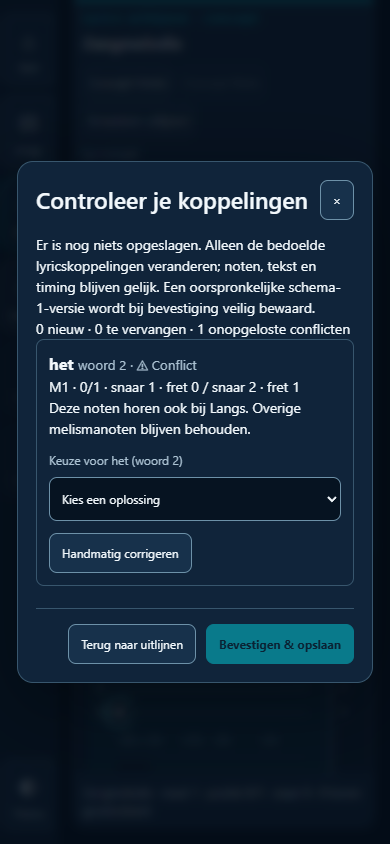 Controleer je koppelingen
×
Er is nog niets opgeslagen. Alleen de bedoelde
lyricskoppelingen veranderen; noten, tekst en
timing blijven gelijk. Een oorspronkelijke schema-
1-versie wordt bij bevestiging veilig bewaard.
0 nieuw · 0 te vervangen · 1 onopgeloste conflicten
het woord 2 · ⚠ Conflict
M1 · 0/1 · snaar 1 · fret 0 / snaar 2 · fret 1
Deze noten horen ook bij Langs. Overige
melismanoten blijven behouden.
Keuze voor het (woord 2)
Kies een oplossing
Handmatig corrigeren
Terug naar uitlijnen
Bevestigen & opslaan